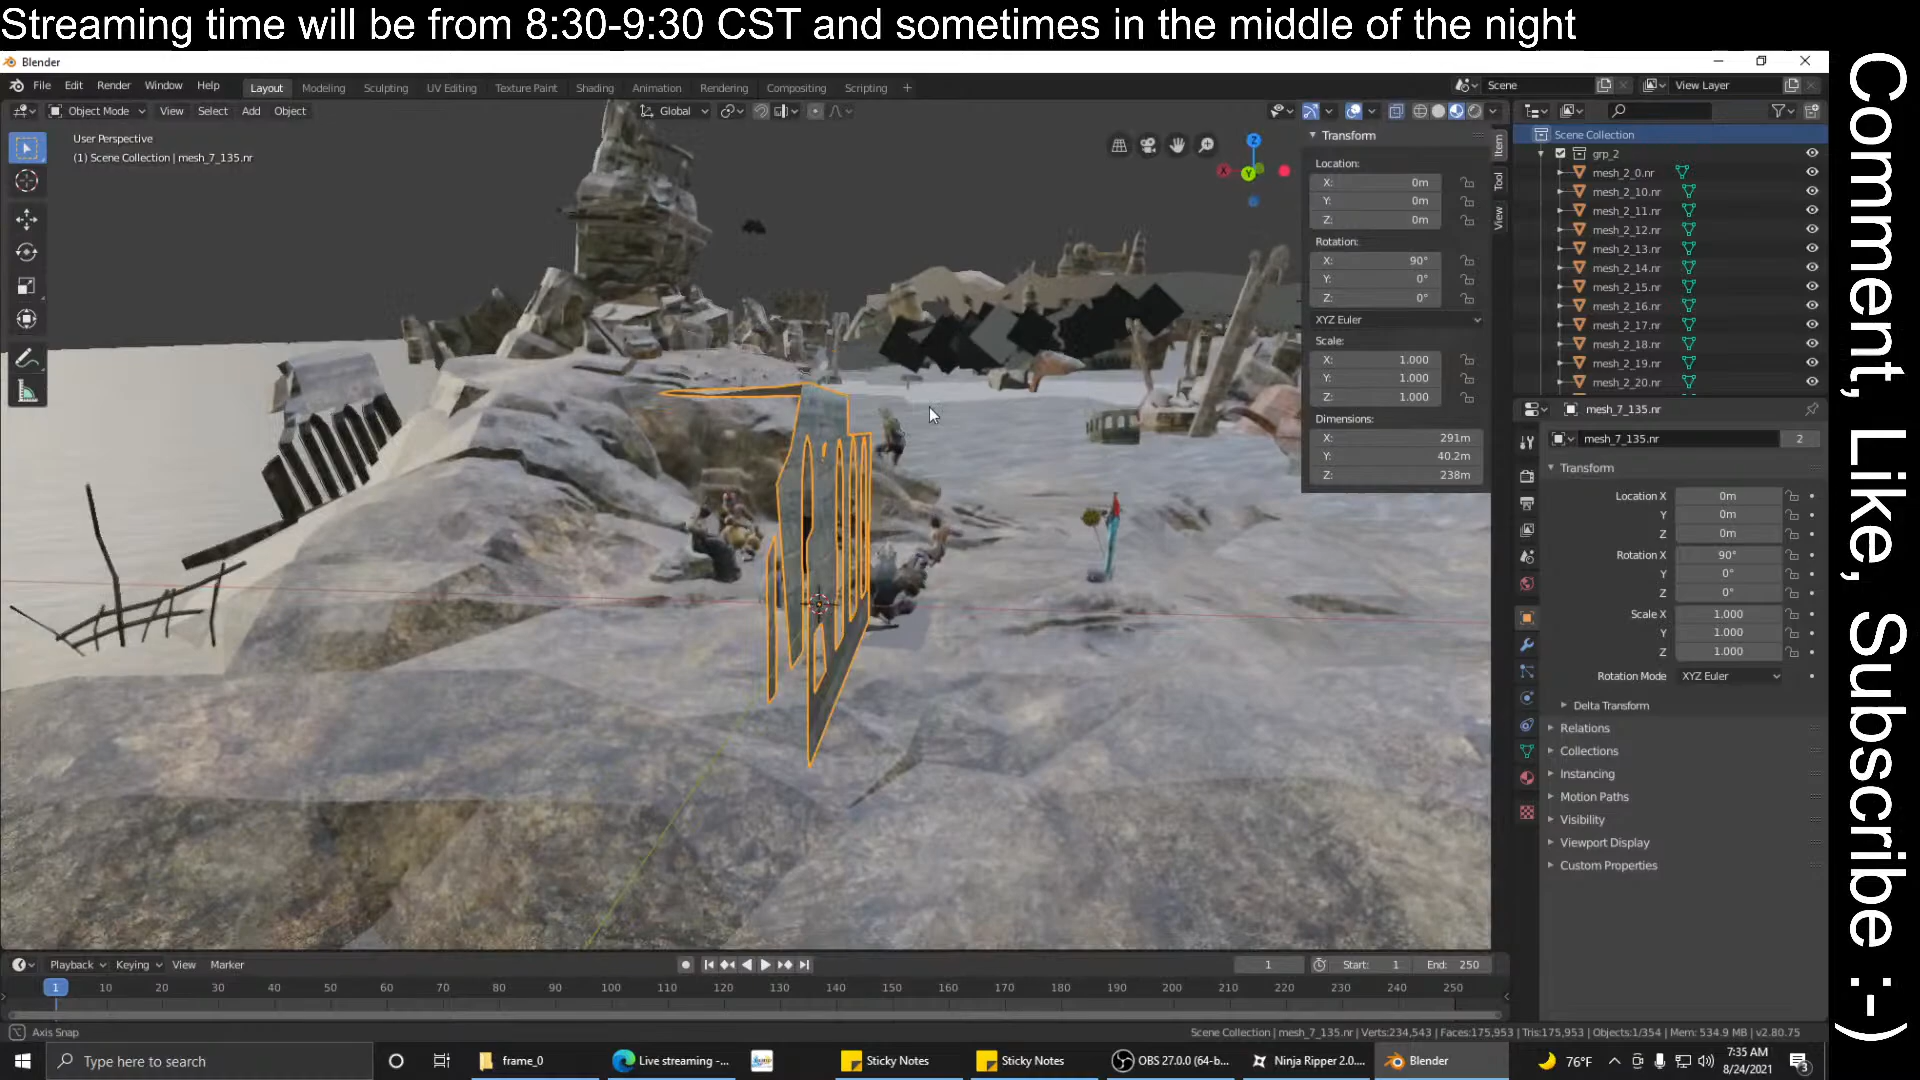 Streaming time will be from 8:30-9:30 CST and sometimes in the middle of the night
Comment, Like, Subscribe :-)
Blender
File Edit Render Window Help
Layout Modeling Sculpting UV Editing Texture Paint Shading Animation Rendering Compositing Scripting +
Scene
View Layer
Object Mode View Select Add Object
Global
User Perspective
(1) Scene Collection | mesh_7_135.nr
Z
X
Y
Transform
Location:
X: 0m
Y: 0m
Z: 0m
Rotation:
X: 90°
Y: 0°
Z: 0°
XYZ Euler
Scale:
X: 1.000
Y: 1.000
Z: 1.000
Dimensions:
X: 291m
Y: 40.2m
Z: 238m
Item
Tool
View
Scene Collection
grp_2
mesh_2_0.nr
mesh_2_10.nr
mesh_2_11.nr
mesh_2_12.nr
mesh_2_13.nr
mesh_2_14.nr
mesh_2_15.nr
mesh_2_16.nr
mesh_2_17.nr
mesh_2_18.nr
mesh_2_19.nr
mesh_2_20.nr
mesh_7_135.nr
mesh_7_135.nr 2
Transform
Location X 0m
Y 0m
Z 0m
Rotation X 90°
Y 0°
Z 0°
Scale X 1.000
Y 1.000
Z 1.000
Rotation Mode XYZ Euler
Delta Transform
Relations
Collections
Instancing
Motion Paths
Visibility
Viewport Display
Custom Properties
Playback Keying View Marker
1 Start: 1 End: 250
1 10 20 30 40 50 60 70 80 90 100 110 120 130 140 150 160 170 180 190 200 210 220 230 240 250
Axis Snap
Scene Collection | mesh_7_135.nr | Verts:234,543 | Faces:175,953 | Tris:175,953 | Objects:1/354 | Mem: 534.9 MB | v2.80.75
Type here to search
frame_0
Live streaming -...
Sticky Notes
Sticky Notes
OBS 27.0.0 (64-b...
Ninja Ripper 2.0....
Blender
76°F
7:35 AM
8/24/2021
3